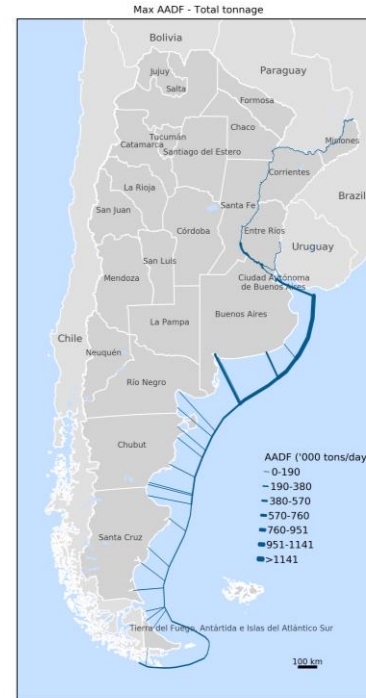 Max AADF - Total tonnage
Bolivia
Paraguay
Jujuy
Salta
Formosa
Chaco
Tucumán
Catamarca
Santiago del Estero
Misiones
Corrientes
La Rioja
Santa Fe
Brazil
San Juan
Córdoba
Entre Ríos
Uruguay
San Luis
Mendoza
Ciudad Autónoma
de Buenos Aires
Buenos Aires
La Pampa
Chile
Neuquén
Río Negro
Chubut
AADF ('000 tons/day)
0-190
190-380
380-570
570-760
760-951
951-1141
>1141
Santa Cruz
Tierra del Fuego, Antártida e Islas del Atlántico Sur
100 km